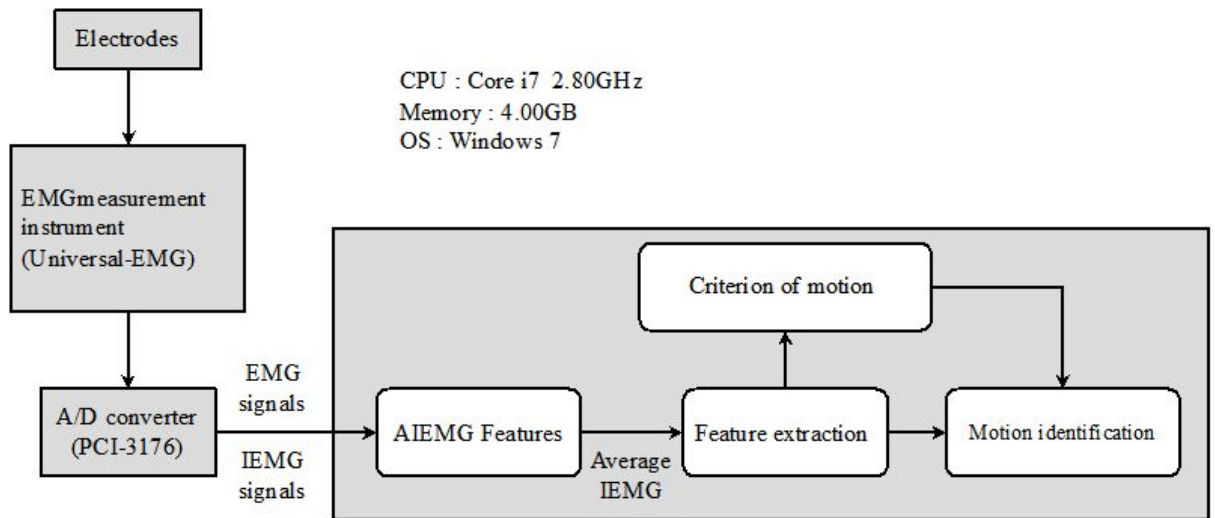 Electrodes
CPU : Core i7 2.80GHz
Memory : 4.00GB
OS : Windows 7
EMGmeasurement
instrument
(Universal-EMG)
Criterion of motion
EMG
signals
A/D converter
(PCI-3176)
IEMG
signals
AIEMG Features
Average
IEMG
Feature extraction
Motion identification